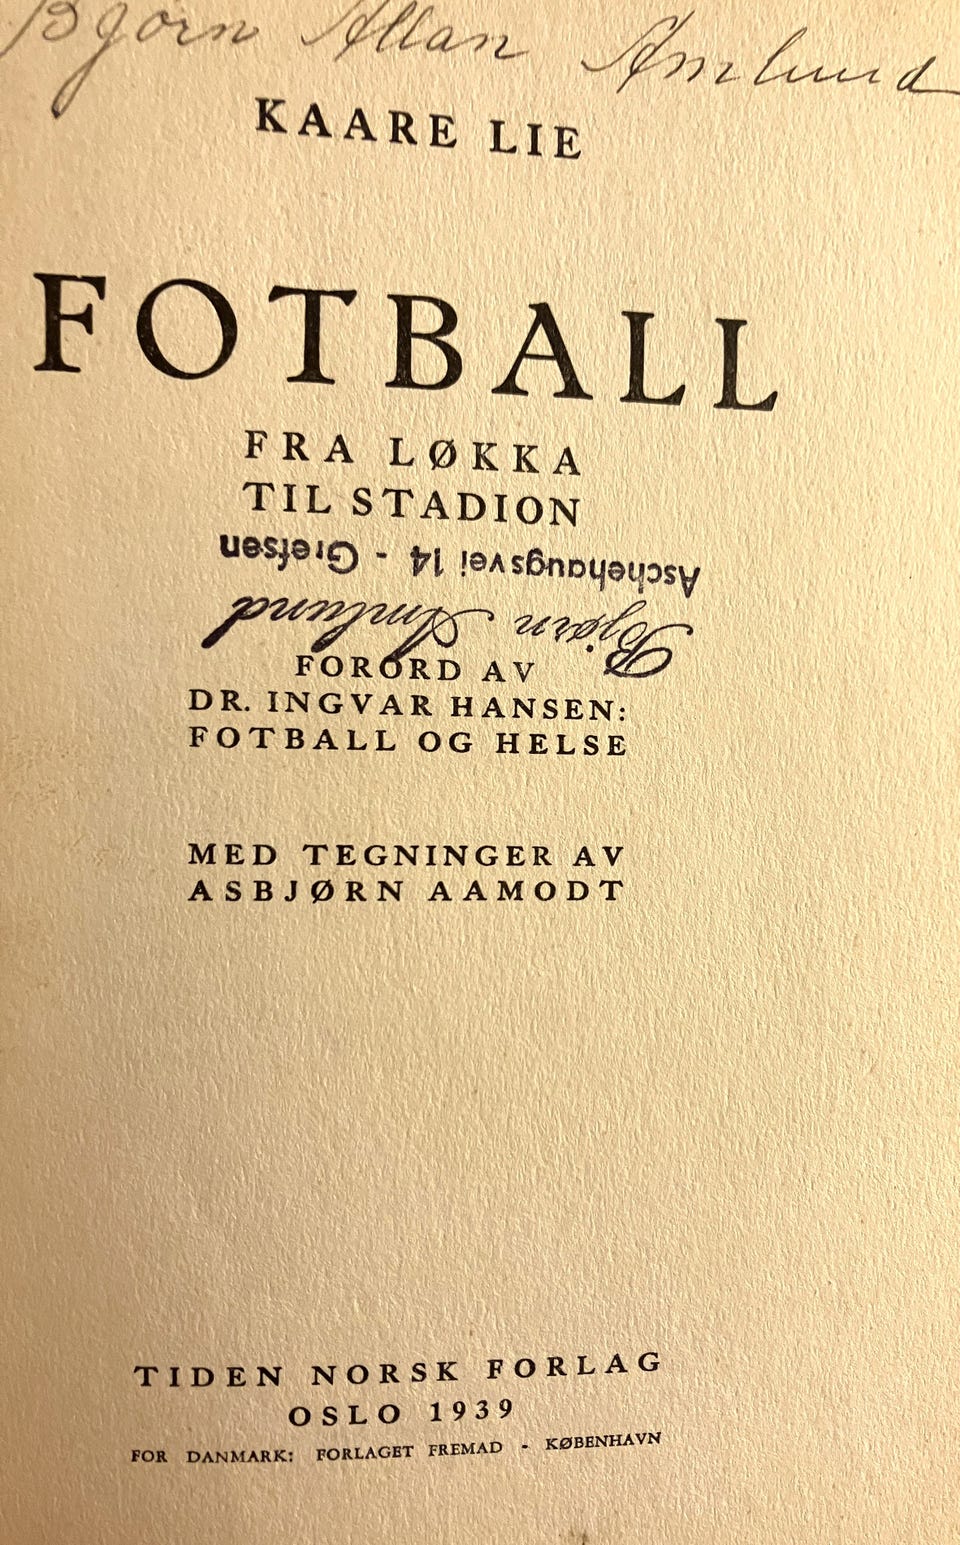 Bjørn Allan Amlund
KAARE LIE
FOTBALL
FRA LØKKA
TIL STADION
Bjørn Amlund
Aschehaugsvei 14 - Grefsen
FORORD AV
DR. INGVAR HANSEN:
FOTBALL OG HELSE
MED TEGNINGER AV
ASBJØRN AAMODT
TIDEN NORSK FORLAG
OSLO 1939
FOR DANMARK: FORLAGET FREMAD - KØBENHAVN